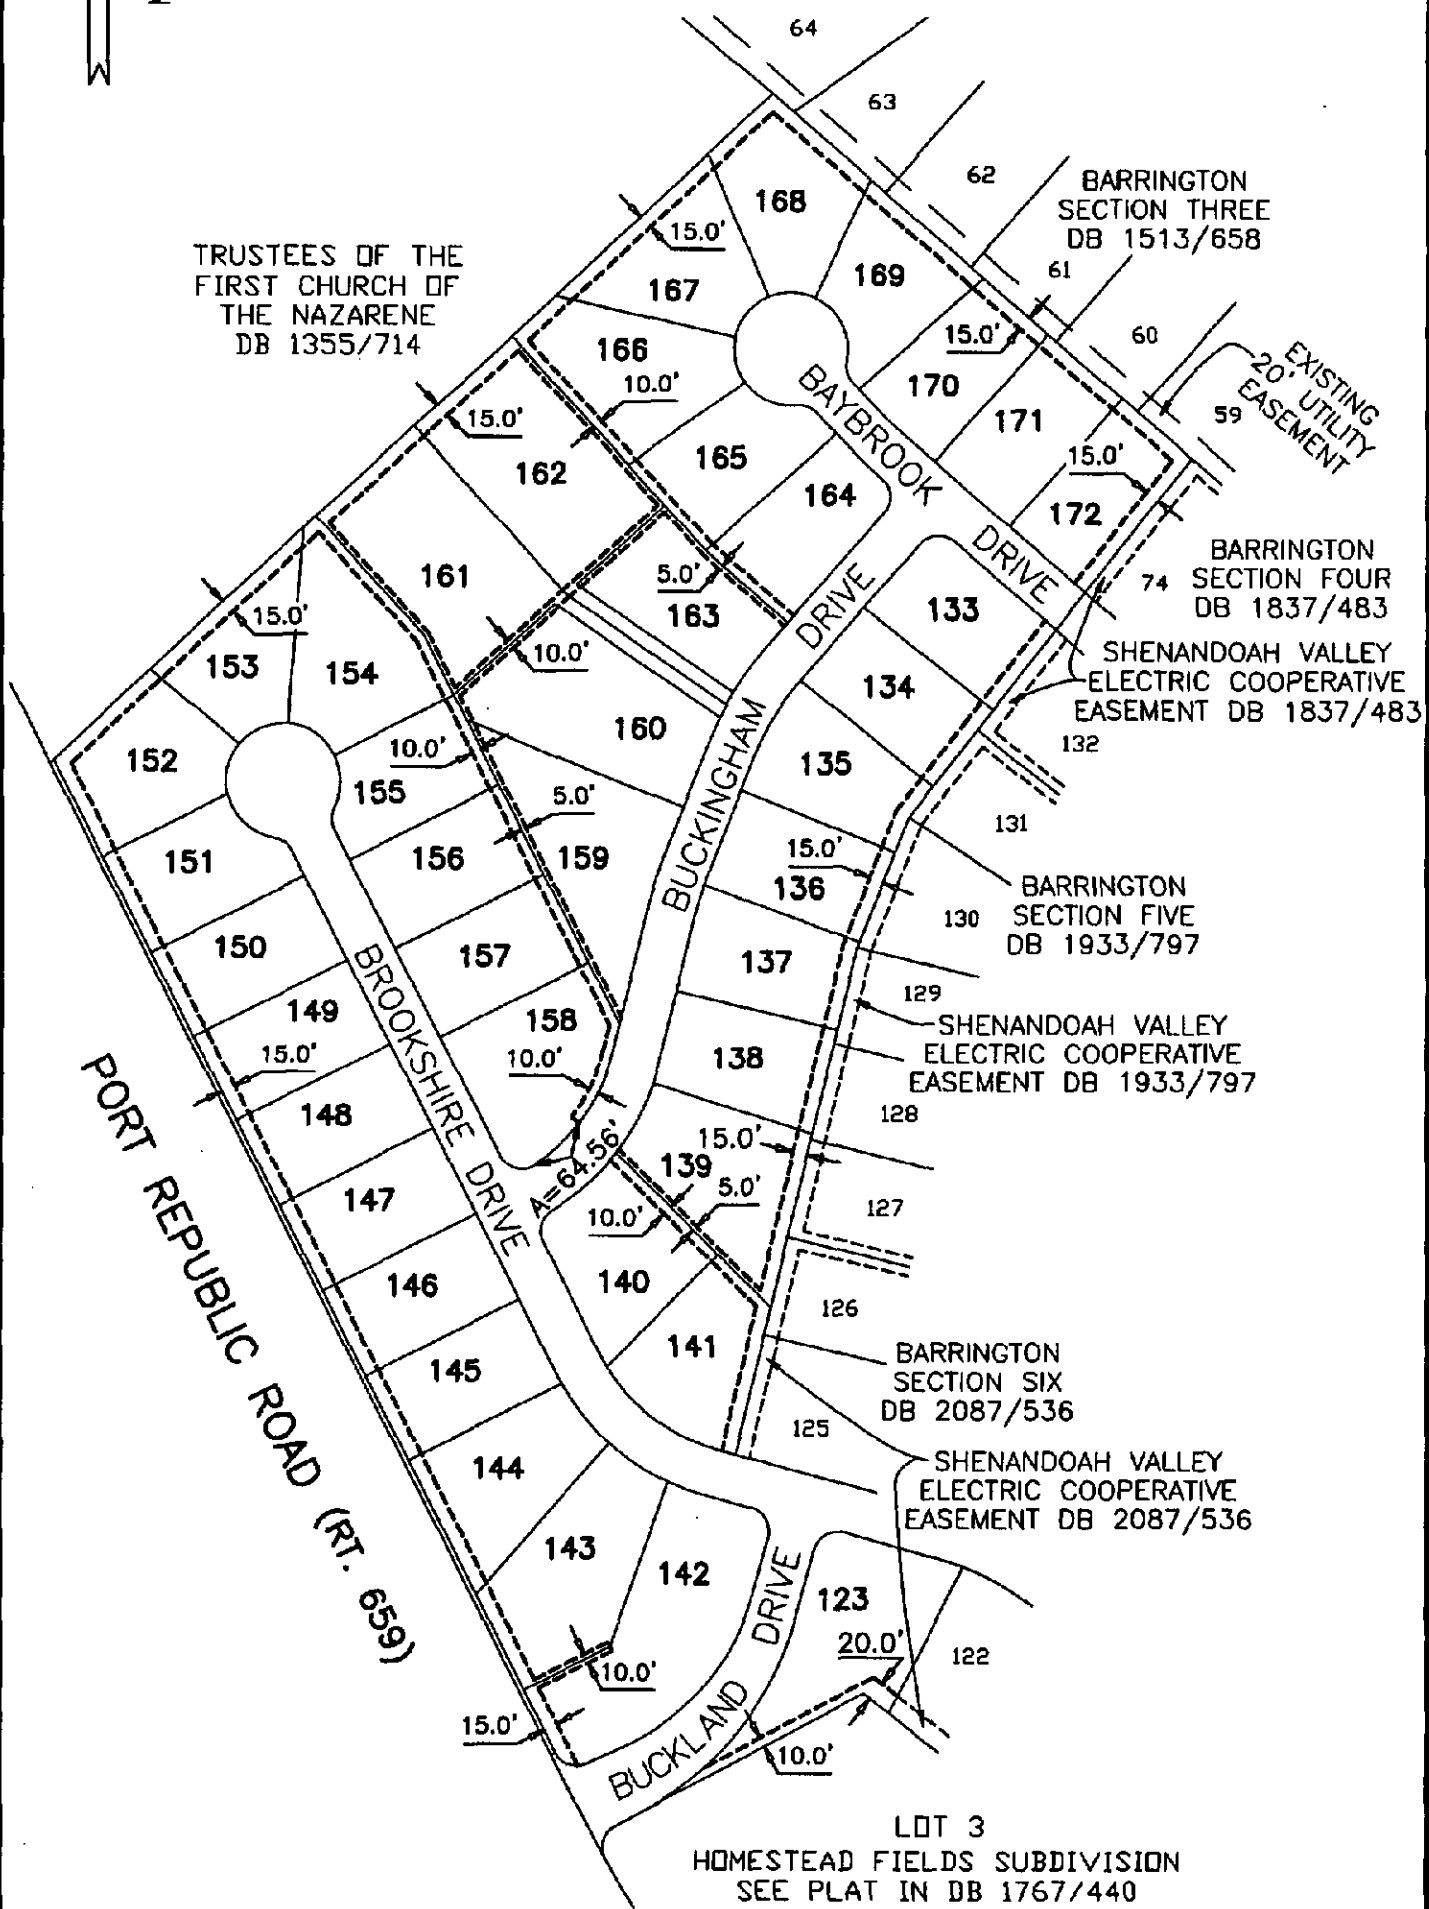 64
63
62
BARRINGTON
SECTION THREE
DB 1513/658
61
60
59
EXISTING
20' UTILITY
EASEMENT
TRUSTEES OF THE
FIRST CHURCH OF
THE NAZARENE
DB 1355/714
168
15.0'
167
169
15.0'
166
10.0'
170
BAYBROOK DRIVE
171
15.0'
15.0'
162
165
164
172
BARRINGTON
SECTION FOUR
DB 1837/483
74
161
5.0'
163
133
15.0'
153
154
10.0'
134
SHENANDOAH VALLEY
ELECTRIC COOPERATIVE
EASEMENT DB 1837/483
132
152
160
135
10.0'
155
5.0'
BUCKINGHAM DRIVE
131
151
156
159
15.0'
136
BARRINGTON
SECTION FIVE
DB 1933/797
130
150
157
137
129
149
158
SHENANDOAH VALLEY
ELECTRIC COOPERATIVE
EASEMENT DB 1933/797
15.0'
10.0'
138
128
148
BROOKSHIRE DRIVE
A=64.56'
15.0'
139
5.0'
10.0'
127
147
PORT REPUBLIC ROAD (RT. 659)
146
140
126
145
141
BARRINGTON
SECTION SIX
DB 2087/536
125
144
SHENANDOAH VALLEY
ELECTRIC COOPERATIVE
EASEMENT DB 2087/536
143
142
123
20.0'
122
10.0'
15.0'
BUCKLAND DRIVE
10.0'
LOT 3
HOMESTEAD FIELDS SUBDIVISION
SEE PLAT IN DB 1767/440